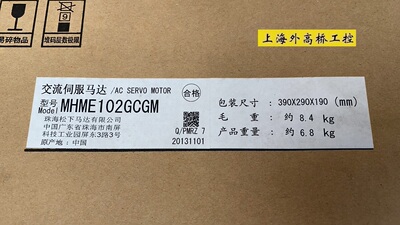 易碎物品
堆码层数极限
上海外高桥工控
交流伺服马达 /AC SERVO MOTOR
合格
型号
Model MHME102GCGM
珠海松下马达有限公司
中国广东省珠海市南屏
科技工业园屏东3路3号
原产地：中国
Q/PMRZ 7
20131101
包装尺寸：390X290X190 (mm)
毛 重：约 8.4 kg
产品重量：约 6.8 kg